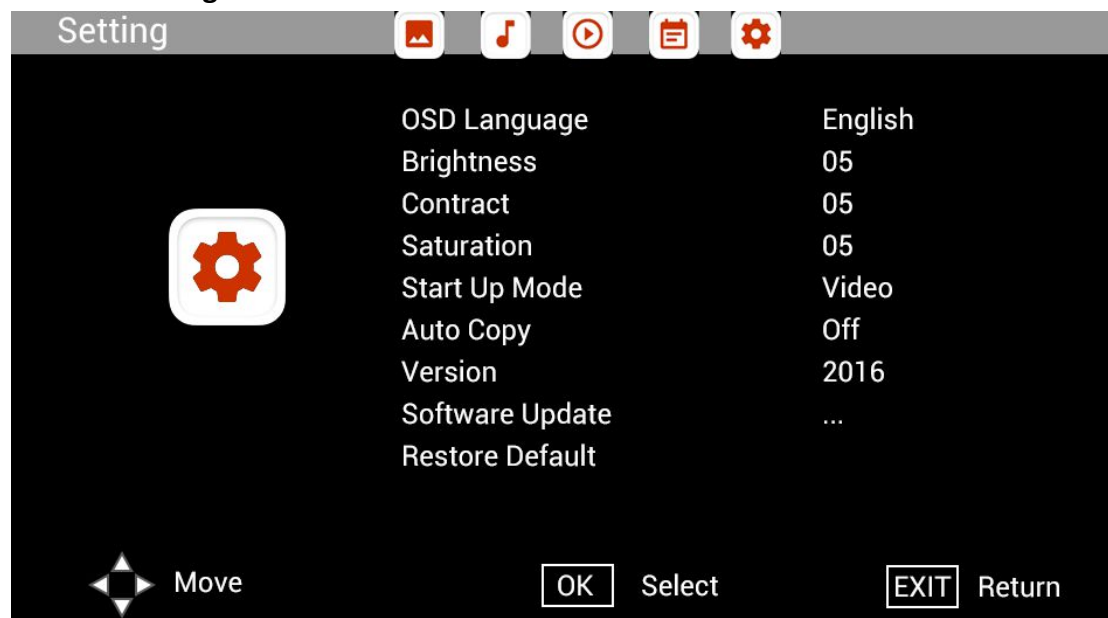 Setting
OSD Language English
Brightness 05
Contract 05
Saturation 05
Start Up Mode Video
Auto Copy Off
Version 2016
Software Update ...
Restore Default
Move OK Select EXIT Return